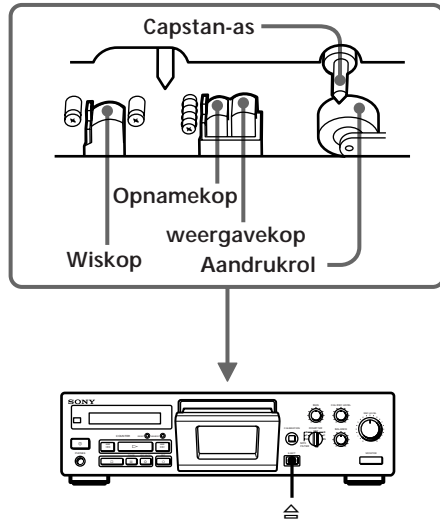 Capstan-as
Opnamekop
weergavekop
Wiskop
Aandrukrol
SONY